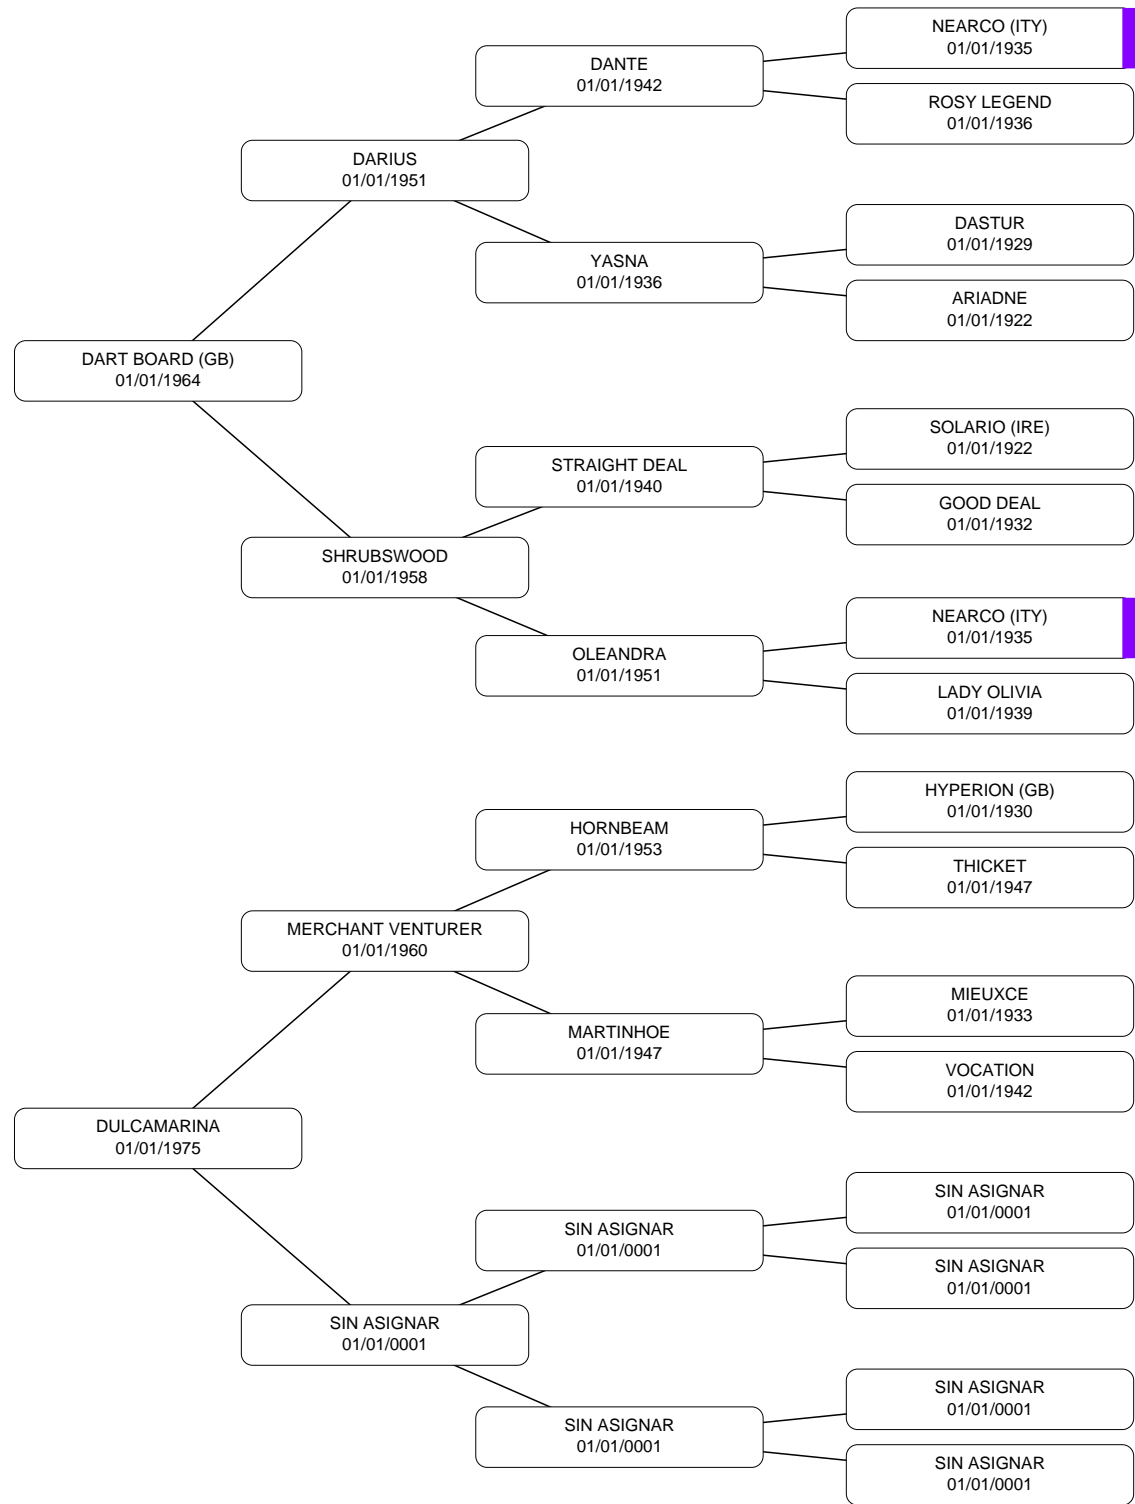 NEARCO (ITY)
01/01/1935
DANTE
01/01/1942
ROSY LEGEND
01/01/1936
DARIUS
01/01/1951
DASTUR
01/01/1929
YASNA
01/01/1936
ARIADNE
01/01/1922
DART BOARD (GB)
01/01/1964
SOLARIO (IRE)
01/01/1922
STRAIGHT DEAL
01/01/1940
GOOD DEAL
01/01/1932
SHRUBSWOOD
01/01/1958
NEARCO (ITY)
01/01/1935
OLEANDRA
01/01/1951
LADY OLIVIA
01/01/1939
HYPERION (GB)
01/01/1930
HORNBEAM
01/01/1953
THICKET
01/01/1947
MERCHANT VENTURER
01/01/1960
MIEUXCE
01/01/1933
MARTINHOE
01/01/1947
VOCATION
01/01/1942
DULCAMARINA
01/01/1975
SIN ASIGNAR
01/01/0001
SIN ASIGNAR
01/01/0001
SIN ASIGNAR
01/01/0001
SIN ASIGNAR
01/01/0001
SIN ASIGNAR
01/01/0001
SIN ASIGNAR
01/01/0001
SIN ASIGNAR
01/01/0001